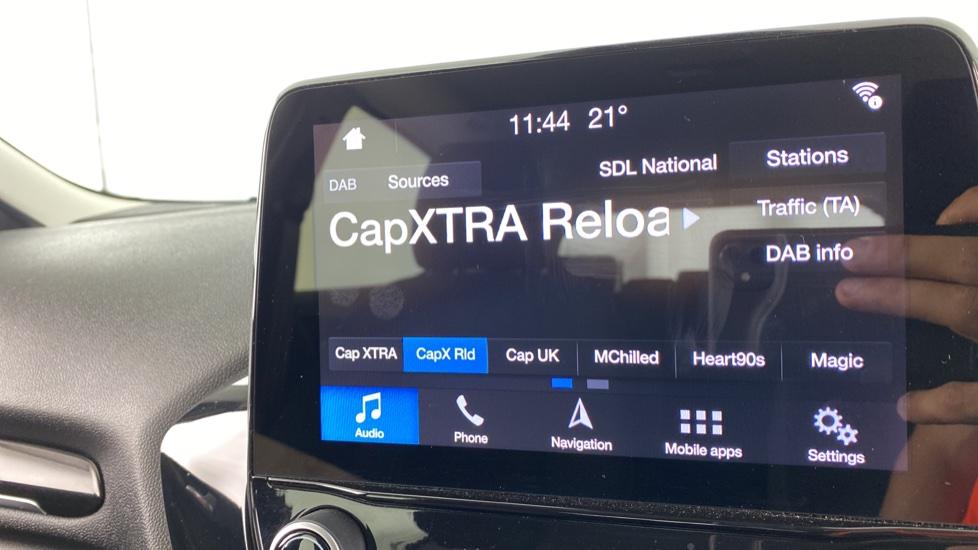 11:44 21°
SDL National
Stations
DAB Sources
CapXTRA Reloa
Traffic (TA)
DAB info
Cap XTRA CapX Rld Cap UK MChilled Heart90s Magic
Audio Phone Navigation Mobile apps Settings